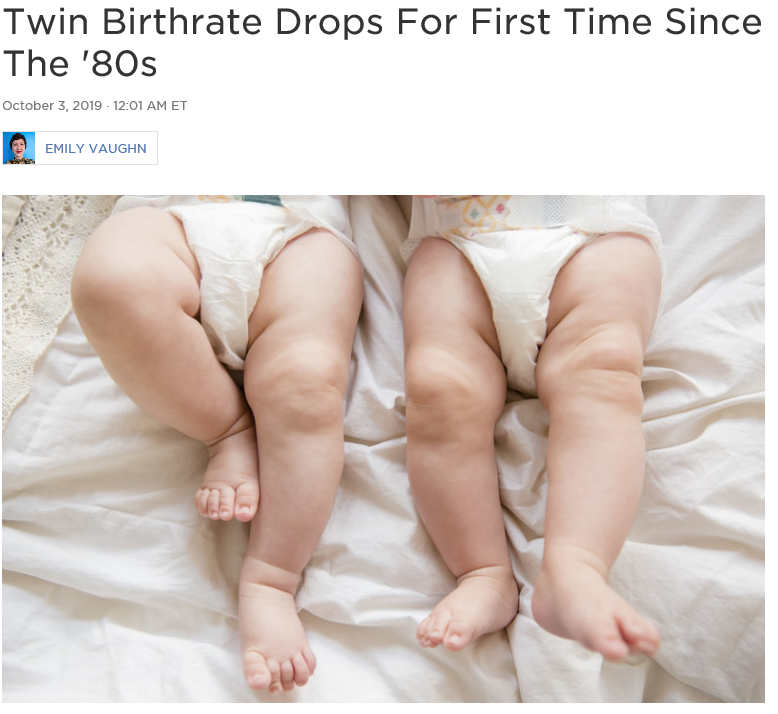 Twin Birthrate Drops For First Time Since
The '80s
October 3, 2019 · 12:01 AM ET
EMILY VAUGHN